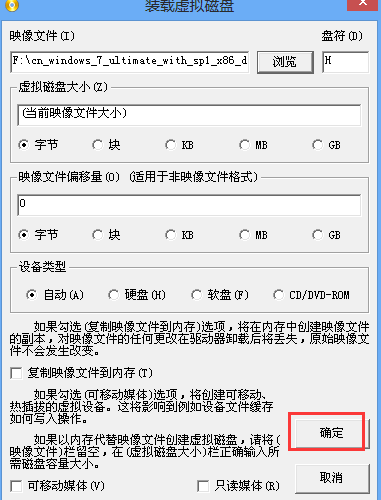 装载虚拟磁盘
映像文件(I) 盘符(D)
F:\cn_windows_7_ultimate_with_sp1_x86_d 浏览 H
虚拟磁盘大小(Z)
(当前映像文件大小)
字节 块 KB MB GB
映像文件偏移量(O) (适用于非映像文件格式)
0
字节 块 KB MB GB
设备类型
自动(A) 硬盘(H) 软盘(F) CD/DVD-ROM
如果勾选(复制映像文件到内存)选项，将在内存中创建映像文件
的副本，对映像文件的任何更改在驱动器卸载后将丢失，原始映像文
件不会发生改变。
复制映像文件到内存(T)
如果勾选(可移动媒体)选项，将创建可移动、
热插拔的虚拟设备。这将影响到例如设备文件缓存
如何写入操作。
如果以内存代替映像文件创建虚拟磁盘，请将(
映像文件)栏留空，在(虚拟磁盘大小)栏正确输入所
需磁盘容量大小。
确定
取消
可移动媒体(V) 只读媒体(R)